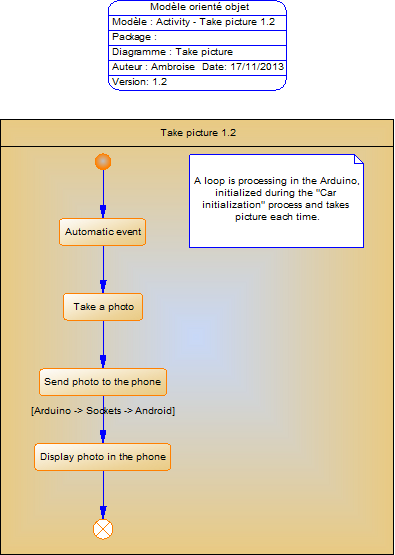 Modèle orienté objet
Modèle : Activity - Take picture 1.2
Package :
Diagramme : Take picture
Auteur : Ambroise  Date: 17/11/2013
Version: 1.2
Take picture 1.2
A loop is processing in the Arduino,
initialized during the "Car
initialization" process and takes
picture each time.
Automatic event
Take a photo
Send photo to the phone
[Arduino -> Sockets -> Android]
Display photo in the phone